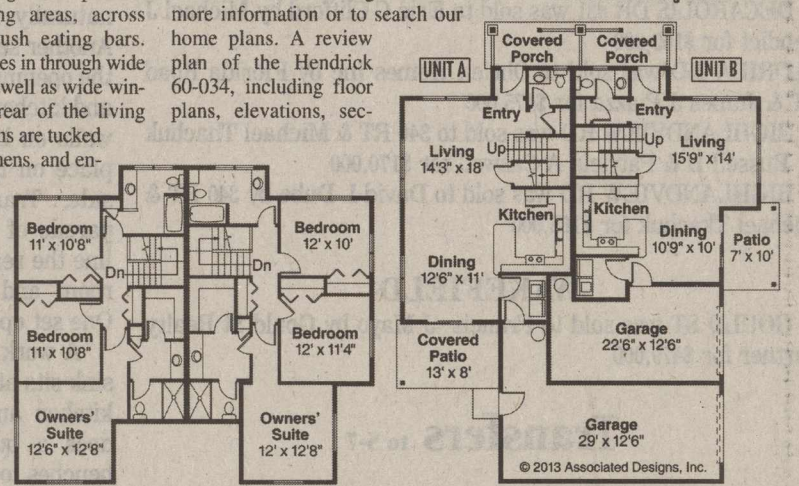 ng areas, across
ush eating bars.
es in through wide
well as wide win-
rear of the living
ns are tucked
hens, and en-
more information or to search our
home plans. A review
plan of the Hendrick
60-034, including floor
plans, elevations, sec-
Bedroom
11' x 10'8"
Bedroom
11' x 10'8"
Owners'
Suite
12'6" x 12'8"
Dn
Dn
Bedroom
12' x 10'
Bedroom
12' x 11'4"
Owners'
Suite
12' x 12'8"
UNIT A
Covered
Porch
Covered
Porch
UNIT B
Entry
Entry
Living
14'3" x 18'
Up
Up
Living
15'9" x 14'
Kitchen
Kitchen
Dining
12'6" x 11'
Dining
10'9" x 10'
Patio
7' x 10'
Covered
Patio
13' x 8'
Garage
22'6" x 12'6"
Garage
29' x 12'6"
© 2013 Associated Designs, Inc.